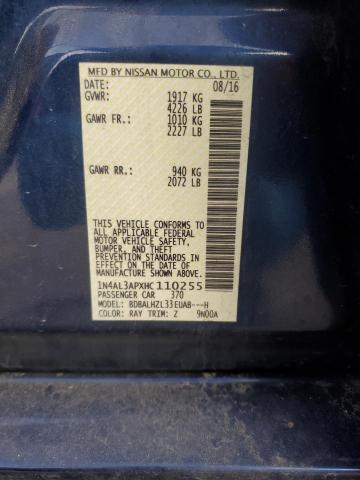 MFD BY NISSAN MOTOR CO., LTD.
DATE: 08/16
GVWR: 1917 KG
4226 LB
GAWR FR.: 1010 KG
2227 LB
GAWR RR.: 940 KG
2072 LB
THIS VEHICLE CONFORMS TO
ALL APPLICABLE FEDERAL
MOTOR VEHICLE SAFETY,
BUMPER, AND THEFT
PREVENTION STANDARDS IN
EFFECT ON THE DATE OF
MANUFACTURE SHOWN ABOVE.
1N4AL3APXHC110255
PASSENGER CAR 370
MODEL: BDBALHZL33EUAB---H
COLOR: RAY TRIM: Z 9N00A